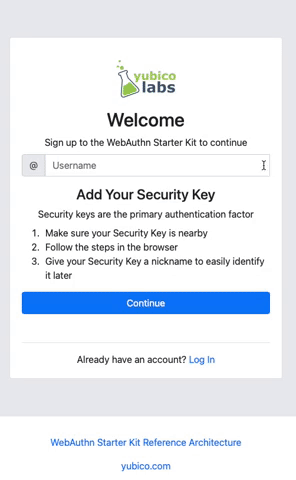 yubico
labs
Welcome
Sign up to the WebAuthn Starter Kit to continue
@ Username
Add Your Security Key
Security keys are the primary authentication factor
1. Make sure your Security Key is nearby
2. Follow the steps in the browser
3. Give your Security Key a nickname to easily identify
it later
Continue
Already have an account? Log In
WebAuthn Starter Kit Reference Architecture
yubico.com